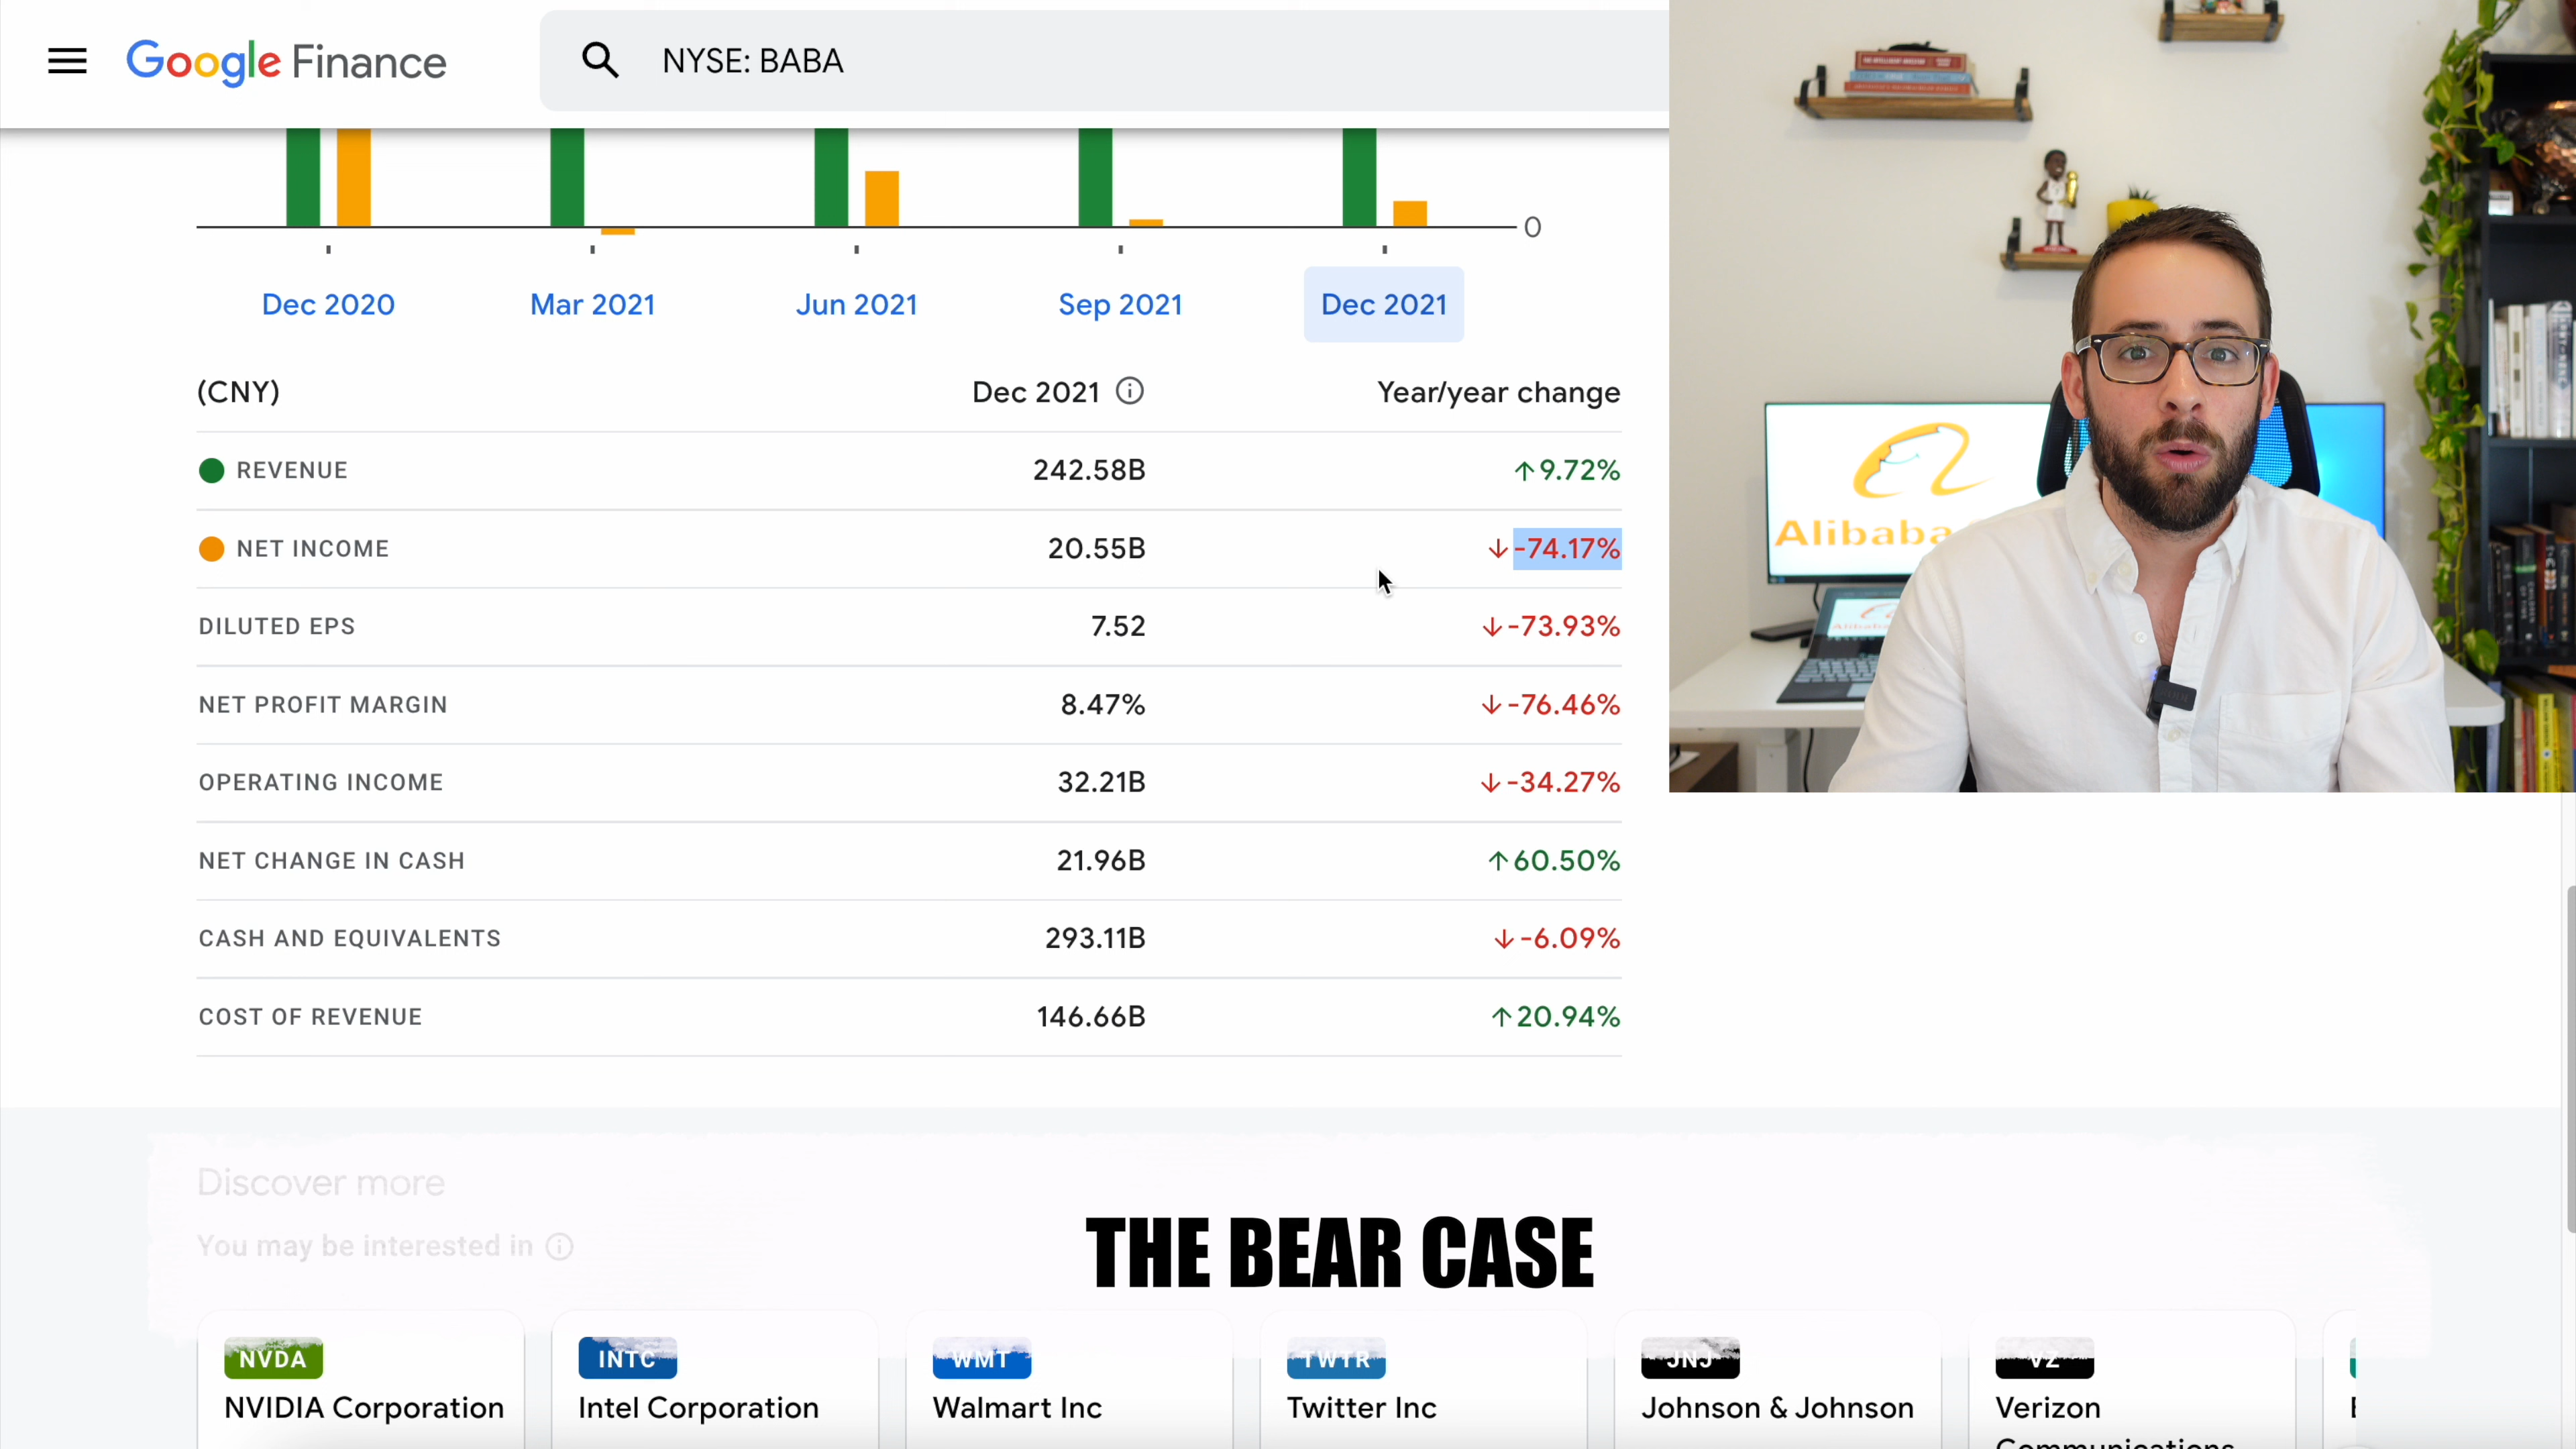 Google Finance
NYSE: BABA
0
Dec 2020 Mar 2021 Jun 2021 Sep 2021 Dec 2021
(CNY) Dec 2021 Year/year change
REVENUE 242.58B ↑9.72%
NET INCOME 20.55B ↓-74.17%
DILUTED EPS 7.52 ↓-73.93%
NET PROFIT MARGIN 8.47% ↓-76.46%
OPERATING INCOME 32.21B ↓-34.27%
NET CHANGE IN CASH 21.96B ↑60.50%
CASH AND EQUIVALENTS 293.11B ↓-6.09%
COST OF REVENUE 146.66B ↑20.94%
Alibaba
Discover more
You may be interested in
THE BEAR CASE
NVDA INTC WMT TWTR JNJ VZ
NVIDIA Corporation Intel Corporation Walmart Inc Twitter Inc Johnson & Johnson Verizon
Communications